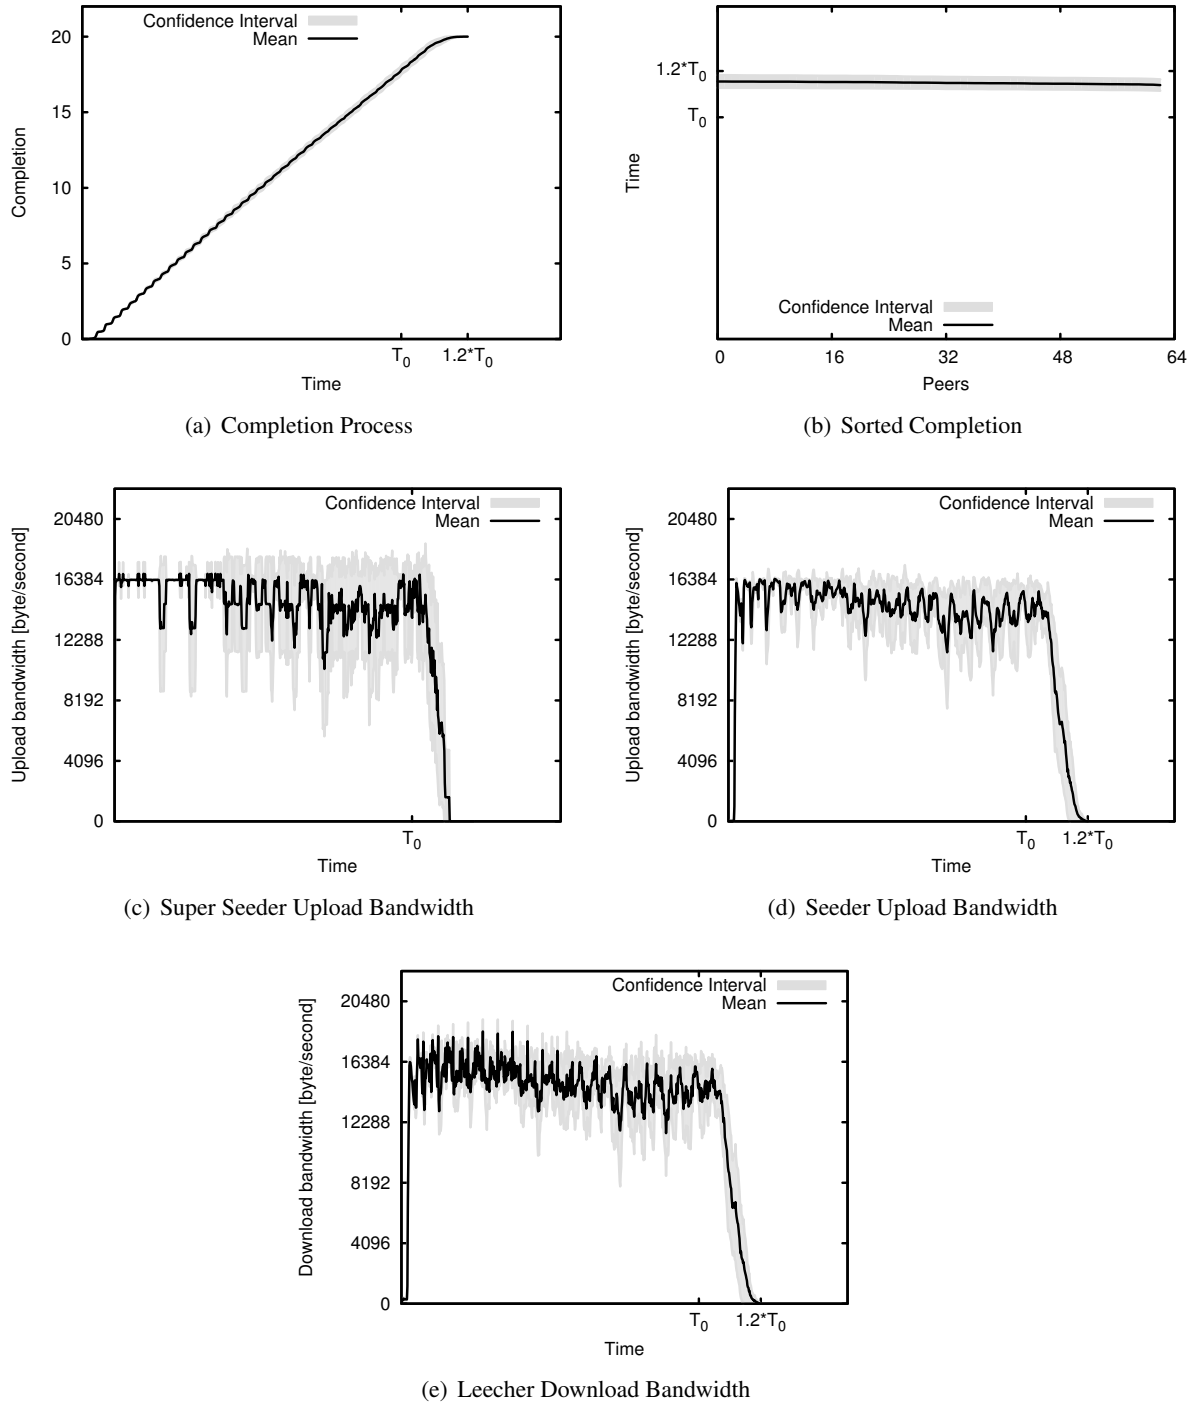 Confidence Interval
Mean
20
15
10
5
0
Completion
T0 1.2*T0
Time
(a) Completion Process
1.2*T0
T0
Time
Confidence Interval
Mean
0 16 32 48 64
Peers
(b) Sorted Completion
Confidence Interval
Mean
20480
16384
12288
8192
4096
0
Upload bandwidth [byte/second]
T0
Time
(c) Super Seeder Upload Bandwidth
Confidence Interval
Mean
20480
16384
12288
8192
4096
0
Upload bandwidth [byte/second]
T0 1.2*T0
Time
(d) Seeder Upload Bandwidth
Confidence Interval
Mean
20480
16384
12288
8192
4096
0
Download bandwidth [byte/second]
T0 1.2*T0
Time
(e) Leecher Download Bandwidth